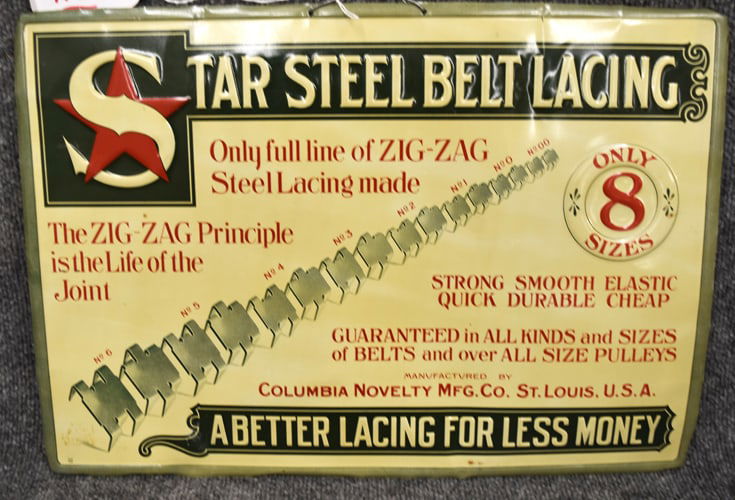 STAR STEEL BELT LACING
Only full line of ZIG-ZAG
Steel Lacing made
ONLY
8
SIZES
The ZIG-ZAG Principle
is the Life of the
Joint
No 00
No 0
No 1
No 2
No 3
No 4
No 5
No 6
STRONG SMOOTH ELASTIC
QUICK DURABLE CHEAP
GUARANTEED in ALL KINDS and SIZES
of BELTS and over ALL SIZE PULLEYS
MANUFACTURED BY
COLUMBIA NOVELTY MFG. CO. ST. LOUIS. U.S.A.
A BETTER LACING FOR LESS MONEY